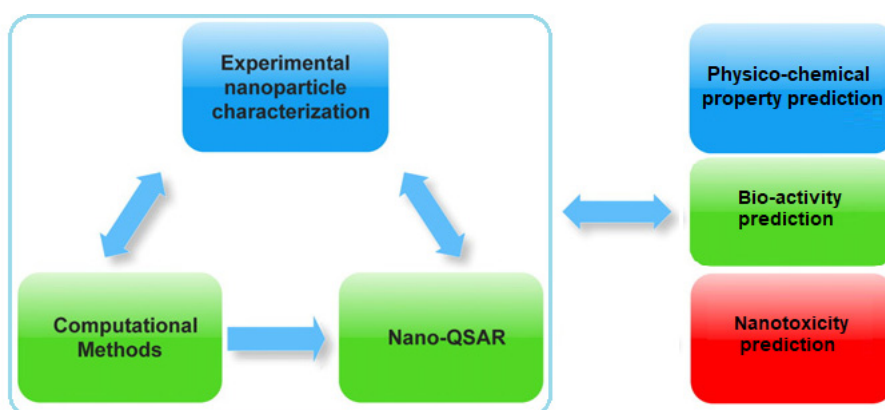 Experimental
nanoparticle
characterization
Computational
Methods
Nano-QSAR
Physico-chemical
property prediction
Bio-activity
prediction
Nanotoxicity
prediction